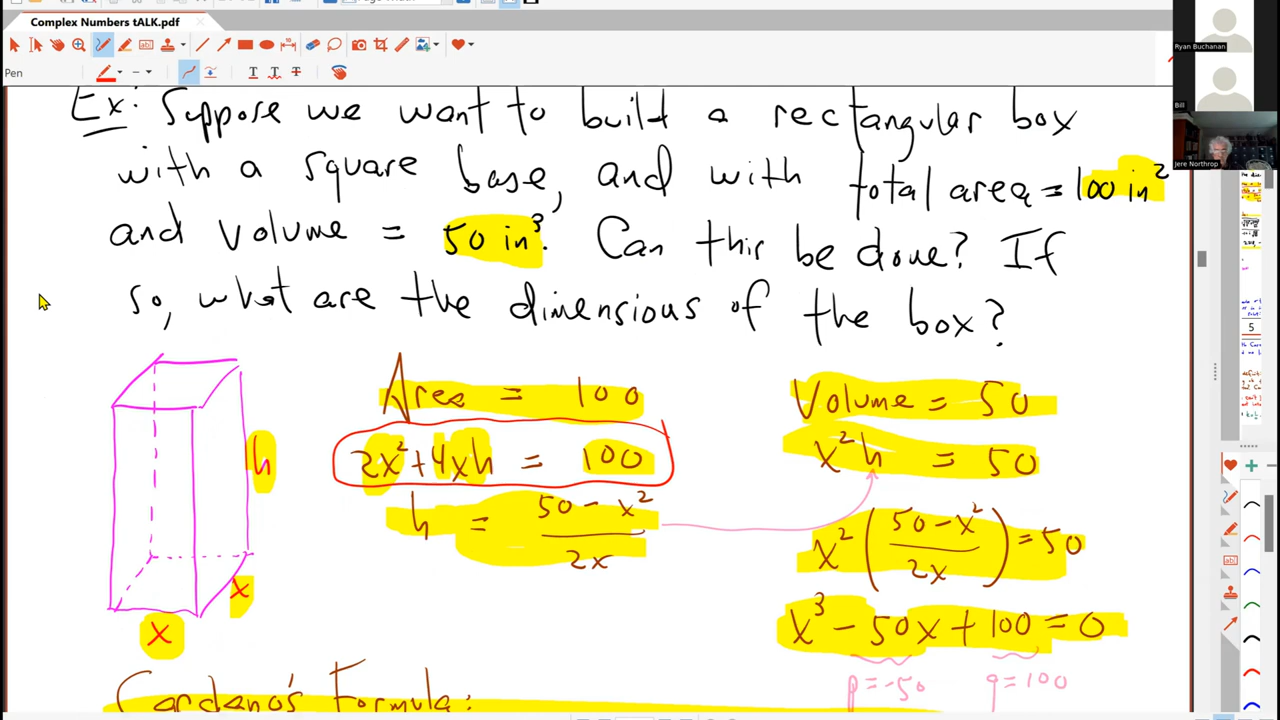 Complex Numbers tALK.pdf
Pen
Ryan Buchanan
Bill
Jere Northrop
Ex: Suppose we want to build a rectangular box
with a square base, and with total area = 100 in²
and volume = 50 in³. Can this be done? If
so, what are the dimensious of the box?
h
x
x
Area = 100
2x² + 4xh = 100
h = (50 - x²)/2x
Volume = 50
x²h = 50
x² ((50 - x²)/2x) = 50
x³ - 50x + 100 = 0
p = -50 q = 100
Cardano's Formula:
5